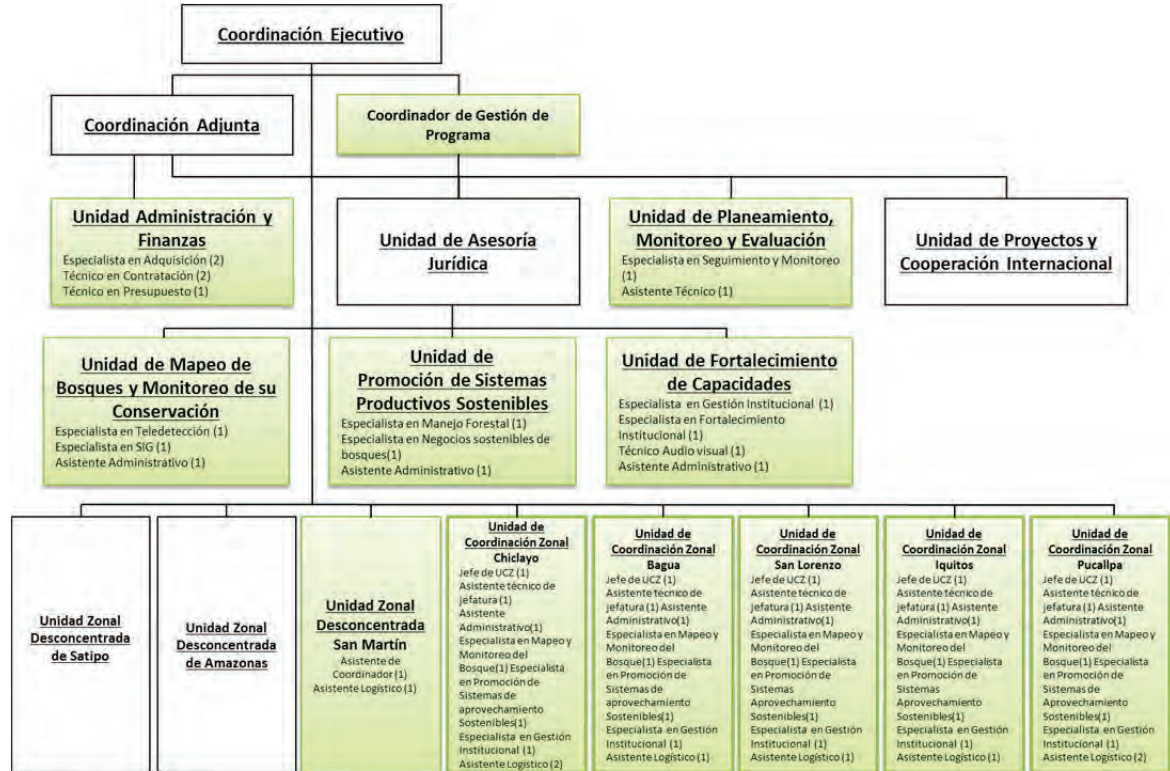 Coordinación Ejecutivo
Coordinación Adjunta
Coordinador de Gestión de
Programa
Unidad Administración y
Finanzas
Especialista en Adquisición (2)
Técnico en Contratación (2)
Técnico en Presupuesto (1)
Unidad de Asesoría
Jurídica
Unidad de Planeamiento,
Monitoreo y Evaluación
Especialista en Seguimiento y Monitoreo
(1)
Asistente Técnico (1)
Unidad de Proyectos y
Cooperación Internacional
Unidad de Mapeo de
Bosques y Monitoreo de su
Conservación
Especialista en Teledetección (1)
Especialista en SIG (1)
Asistente Administrativo (1)
Unidad de
Promoción de Sistemas
Productivos Sostenibles
Especialista en Manejo Forestal (1)
Especialista en Negocios sostenibles de
bosques(1)
Asistente Administrativo (1)
Unidad de Fortalecimiento
de Capacidades
Especialista en Gestión Institucional (1)
Especialista en Fortalecimiento
Institucional (1)
Técnico Audio visual (1)
Asistente Administrativo (1)
Unidad Zonal
Desconcentrada
de Satipo
Unidad Zonal
Desconcentrada
de Amazonas
Unidad Zonal
Desconcentrada
San Martín
Asistente de
Coordinador (1)
Asistente Logístico (1)
Unidad de
Coordinación Zonal
Chiclayo
Jefe de UCZ (1)
Asistente técnico de
jefatura (1)
Asistente
Administrativo(1)
Especialista en Mapeo y
Monitoreo del
Bosque(1) Especialista
en Promoción de
Sistemas de
aprovechamiento
Sostenibles(1)
Especialista en Gestión
Institucional (1)
Asistente Logístico (2)
Unidad de
Coordinación Zonal
Bagua
Jefe de UCZ (1)
Asistente técnico de
jefatura (1) Asistente
Administrativo(1)
Especialista en Mapeo y
Monitoreo del
Bosque(1) Especialista
en Promoción de
Sistemas de
aprovechamiento
Sostenibles(1)
Especialista en Gestión
Institucional (1)
Asistente Logístico (1)
Unidad de
Coordinación Zonal
San Lorenzo
Jefe de UCZ (1)
Asistente técnico de
jefatura (1) Asistente
Administrativo(1)
Especialista en Mapeo y
Monitoreo del
Bosque(1) Especialista
en Promoción de
Sistemas
Aprovechamiento
Sostenibles(1)
Especialista en Gestión
Institucional (1)
Asistente Logístico (1)
Unidad de
Coordinación Zonal
Iquitos
Jefe de UCZ (1)
Asistente técnico de
jefatura (1) Asistente
Administrativo(1)
Especialista en Mapeo y
Monitoreo del
Bosque(1) Especialista
en Promoción de
Sistemas
Aprovechamiento
Sostenibles(1)
Especialista en Gestión
Institucional (1)
Asistente Logístico (1)
Unidad de
Coordinación Zonal
Pucallpa
Jefe de UCZ (1)
Asistente técnico de
jefatura (1) Asistente
Administrativo(1)
Especialista en Mapeo y
Monitoreo del
Bosque(1) Especialista
en Promoción de
Sistemas
Aprovechamiento
Sostenibles(1)
Especialista en Gestión
Institucional (1)
Asistente Logístico (2)